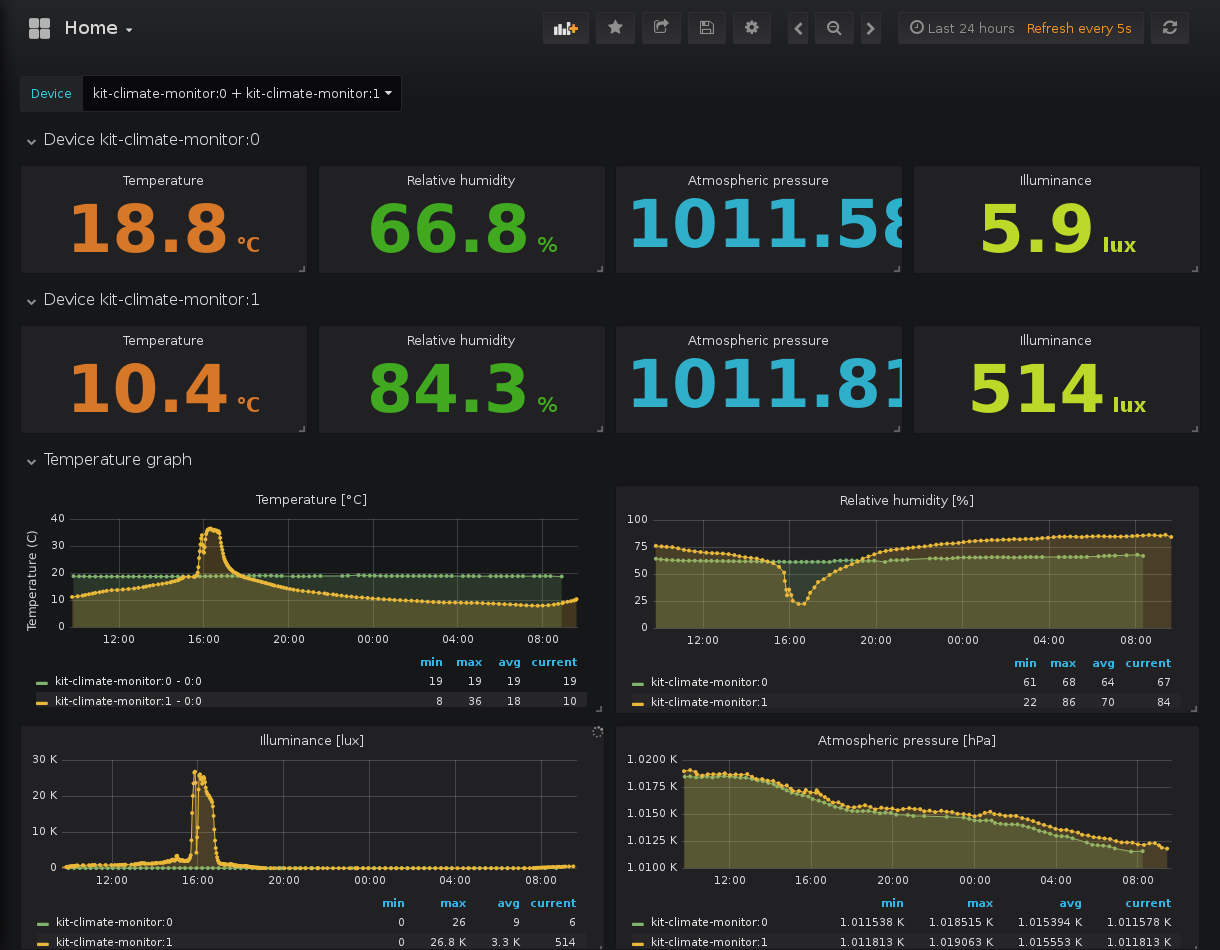 Home
Last 24 hours Refresh every 5s
Device kit-climate-monitor:0 + kit-climate-monitor:1
Device kit-climate-monitor:0
Temperature Relative humidity Atmospheric pressure Illuminance
18.8 °C 66.8 % 1011.58 5.9 lux
Device kit-climate-monitor:1
Temperature Relative humidity Atmospheric pressure Illuminance
10.4 °C 84.3 % 1011.81 514 lux
Temperature graph
Temperature [°C]
Temperature (C)
40
30
20
10
0
12:00 16:00 20:00 00:00 04:00 08:00
min max avg current
kit-climate-monitor:0 - 0:0 19 19 19 19
kit-climate-monitor:1 - 0:0 8 36 18 10
Relative humidity [%]
100
75
50
25
0
12:00 16:00 20:00 00:00 04:00 08:00
min max avg current
kit-climate-monitor:0 61 68 64 67
kit-climate-monitor:1 22 86 70 84
Illuminance [lux]
30 K
20 K
10 K
0
12:00 16:00 20:00 00:00 04:00 08:00
min max avg current
kit-climate-monitor:0 0 26 9 6
kit-climate-monitor:1 0 26.8 K 3.3 K 514
Atmospheric pressure [hPa]
1.0200 K
1.0175 K
1.0150 K
1.0125 K
1.0100 K
12:00 16:00 20:00 00:00 04:00 08:00
min max avg current
kit-climate-monitor:0 1.011538 K 1.018515 K 1.015394 K 1.011578 K
kit-climate-monitor:1 1.011813 K 1.019063 K 1.015553 K 1.011813 K